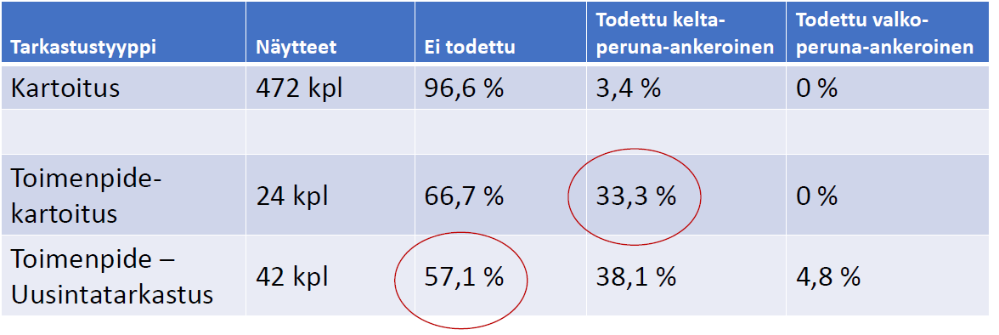 Tarkastustyyppi Näytteet Ei todettu Todettu kelta-
peruna-ankeroinen Todettu valko-
peruna-ankeroinen
Kartoitus 472 kpl 96,6 % 3,4 % 0 %
Toimenpide-
kartoitus 24 kpl 66,7 % 33,3 % 0 %
Toimenpide –
Uusintatarkastus 42 kpl 57,1 % 38,1 % 4,8 %